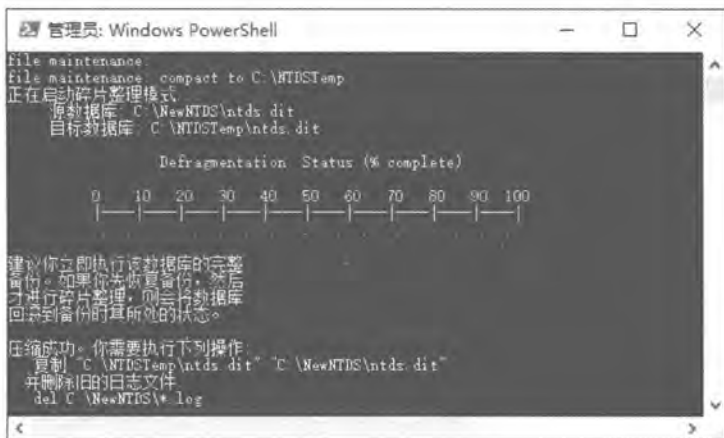 管理员: Windows PowerShell
file maintenance:
file maintenance: compact to C:\NTDSTemp
正在启动碎片整理模式...
源数据库: C:\NewNTDS\ntds.dit
目标数据库: C:\NTDSTemp\ntds.dit
Defragmentation Status (% complete)
0 10 20 30 40 50 60 70 80 90 100
|----|----|----|----|----|----|----|----|----|----|
建议你立即执行该数据库的完整
备份。如果你先恢复备份，然后
才进行碎片整理，则会将数据库
回滚到备份时其所处的状态。
压缩成功。你需要执行下列操作:
复制 "C:\NTDSTemp\ntds.dit" "C:\NewNTDS\ntds.dit"
并删除旧的日志文件:
del C:\NewNTDS\*.log